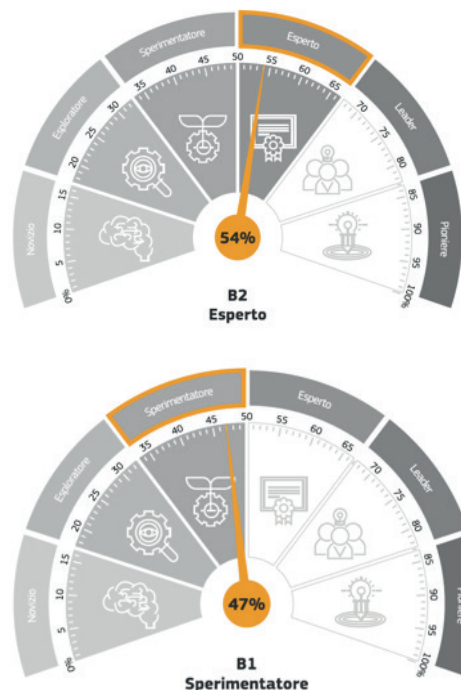 Novizio
Esploratore
Sperimentatore
Esperto
Leader
Pioniere
0%
5
10
15
20
25
30
35
40
45
50
55
60
65
70
75
80
85
90
95
100%
54%
B2
Esperto
Novizio
Esploratore
Sperimentatore
Esperto
Leader
Pioniere
0%
5
10
15
20
25
30
35
40
45
50
55
60
65
70
75
80
85
90
95
100%
47%
B1
Sperimentatore